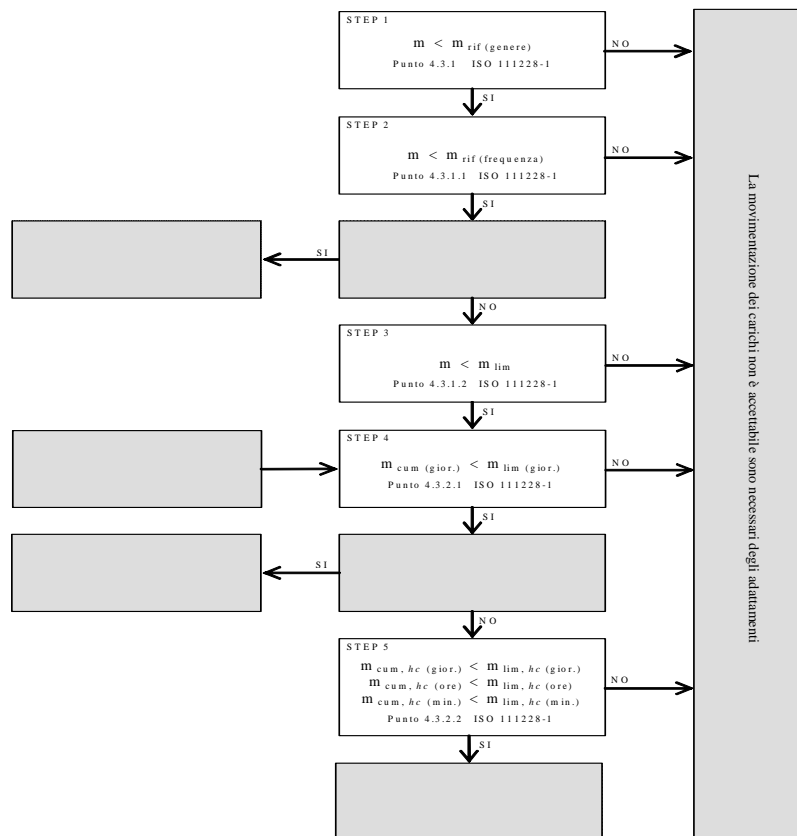 STEP 1
m < m rif (genere)
Punto 4.3.1 ISO 111228-1
NO
SI
STEP 2
m < m rif (frequenza)
Punto 4.3.1.1 ISO 111228-1
NO
SI
SI
NO
STEP 3
m < m lim
Punto 4.3.1.2 ISO 111228-1
NO
SI
STEP 4
m cum (gior.) < m lim (gior.)
Punto 4.3.2.1 ISO 111228-1
NO
SI
SI
NO
STEP 5
m cum, hc (gior.) < m lim, hc (gior.)
m cum, hc (ore) < m lim, hc (ore)
m cum, hc (min.) < m lim, hc (min.)
Punto 4.3.2.2 ISO 111228-1
NO
SI
La movimentazione dei carichi non è accettabile sono necessari degli adattamenti